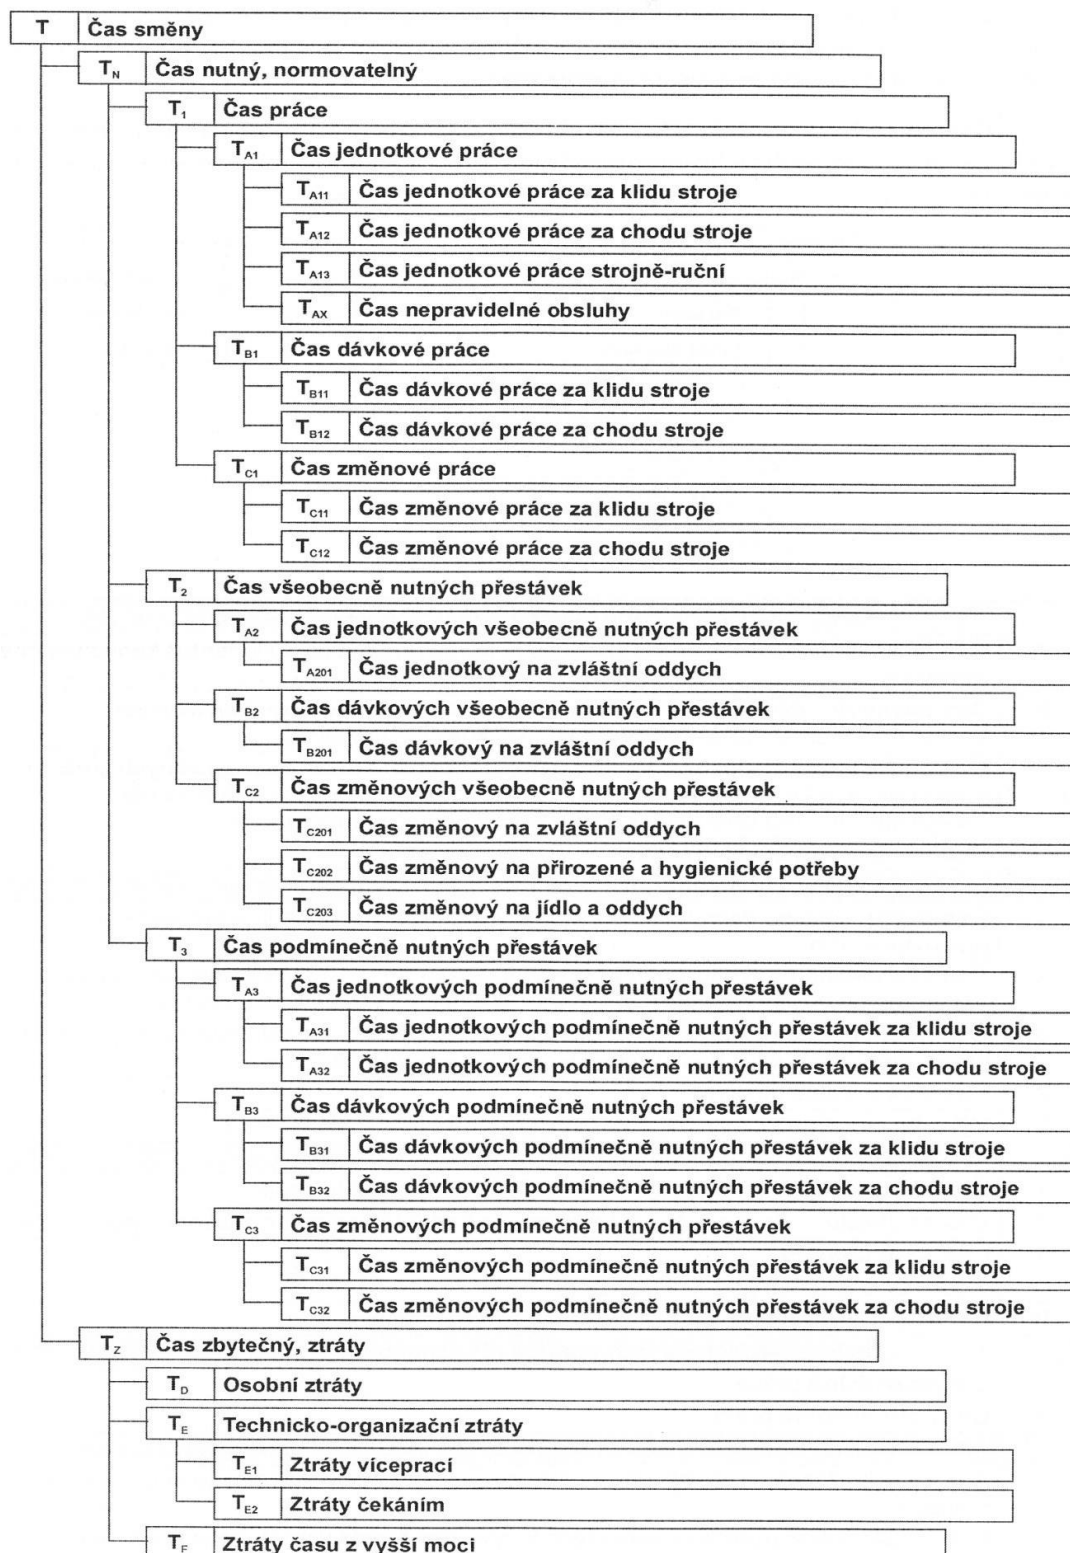 T Čas směny
T_N Čas nutný, normovatelný
T_1 Čas práce
T_A1 Čas jednotkové práce
T_A11 Čas jednotkové práce za klidu stroje
T_A12 Čas jednotkové práce za chodu stroje
T_A13 Čas jednotkové práce strojně-ruční
T_AX Čas nepravidelné obsluhy
T_B1 Čas dávkové práce
T_B11 Čas dávkové práce za klidu stroje
T_B12 Čas dávkové práce za chodu stroje
T_C1 Čas změnové práce
T_C11 Čas změnové práce za klidu stroje
T_C12 Čas změnové práce za chodu stroje
T_2 Čas všeobecně nutných přestávek
T_A2 Čas jednotkových všeobecně nutných přestávek
T_A201 Čas jednotkový na zvláštní oddych
T_B2 Čas dávkových všeobecně nutných přestávek
T_B201 Čas dávkový na zvláštní oddych
T_C2 Čas změnových všeobecně nutných přestávek
T_C201 Čas změnový na zvláštní oddych
T_C202 Čas změnový na přirozené a hygienické potřeby
T_C203 Čas změnový na jídlo a oddych
T_3 Čas podmínečně nutných přestávek
T_A3 Čas jednotkových podmínečně nutných přestávek
T_A31 Čas jednotkových podmínečně nutných přestávek za klidu stroje
T_A32 Čas jednotkových podmínečně nutných přestávek za chodu stroje
T_B3 Čas dávkových podmínečně nutných přestávek
T_B31 Čas dávkových podmínečně nutných přestávek za klidu stroje
T_B32 Čas dávkových podmínečně nutných přestávek za chodu stroje
T_C3 Čas změnových podmínečně nutných přestávek
T_C31 Čas změnových podmínečně nutných přestávek za klidu stroje
T_C32 Čas změnových podmínečně nutných přestávek za chodu stroje
T_Z Čas zbytečný, ztráty
T_D Osobní ztráty
T_E Technicko-organizační ztráty
T_E1 Ztráty víceprací
T_E2 Ztráty čekáním
T_F Ztráty času z vyšší moci